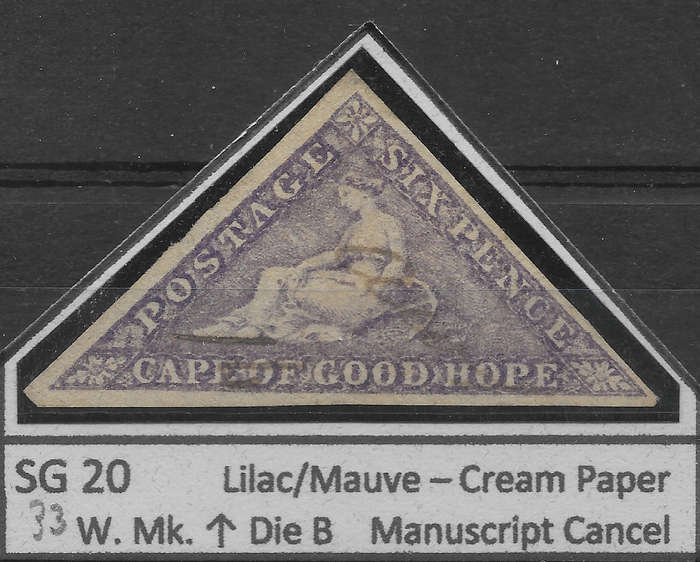 POSTAGE
SIX PENCE
CAPE OF GOOD HOPE
SG 20 Lilac/Mauve – Cream Paper
33 W. Mk. ↑ Die B Manuscript Cancel